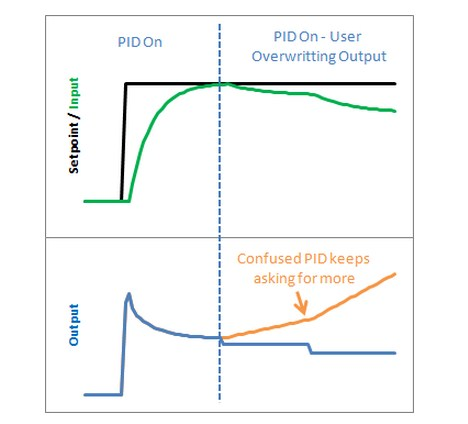 PID On
PID On - User
Overwritting Output
Setpoint / Input
Confused PID keeps
asking for more
Output